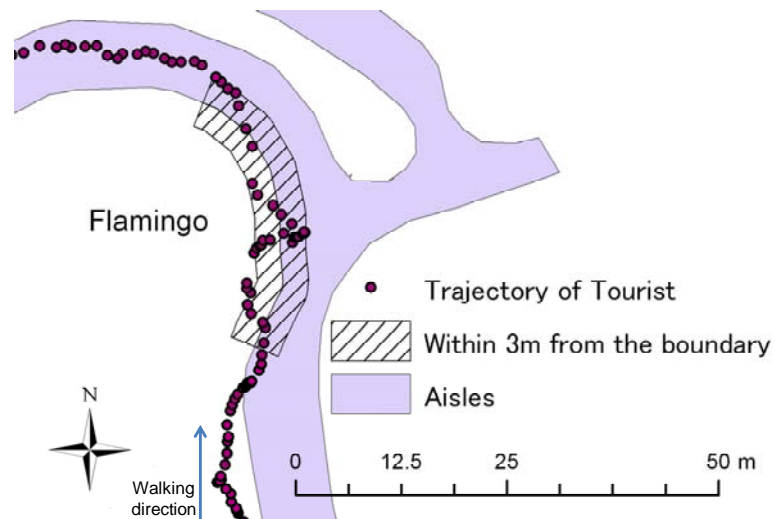 Flamingo
Trajectory of Tourist
Within 3m from the boundary
Aisles
N
0 12.5 25 50 m
Walking
direction